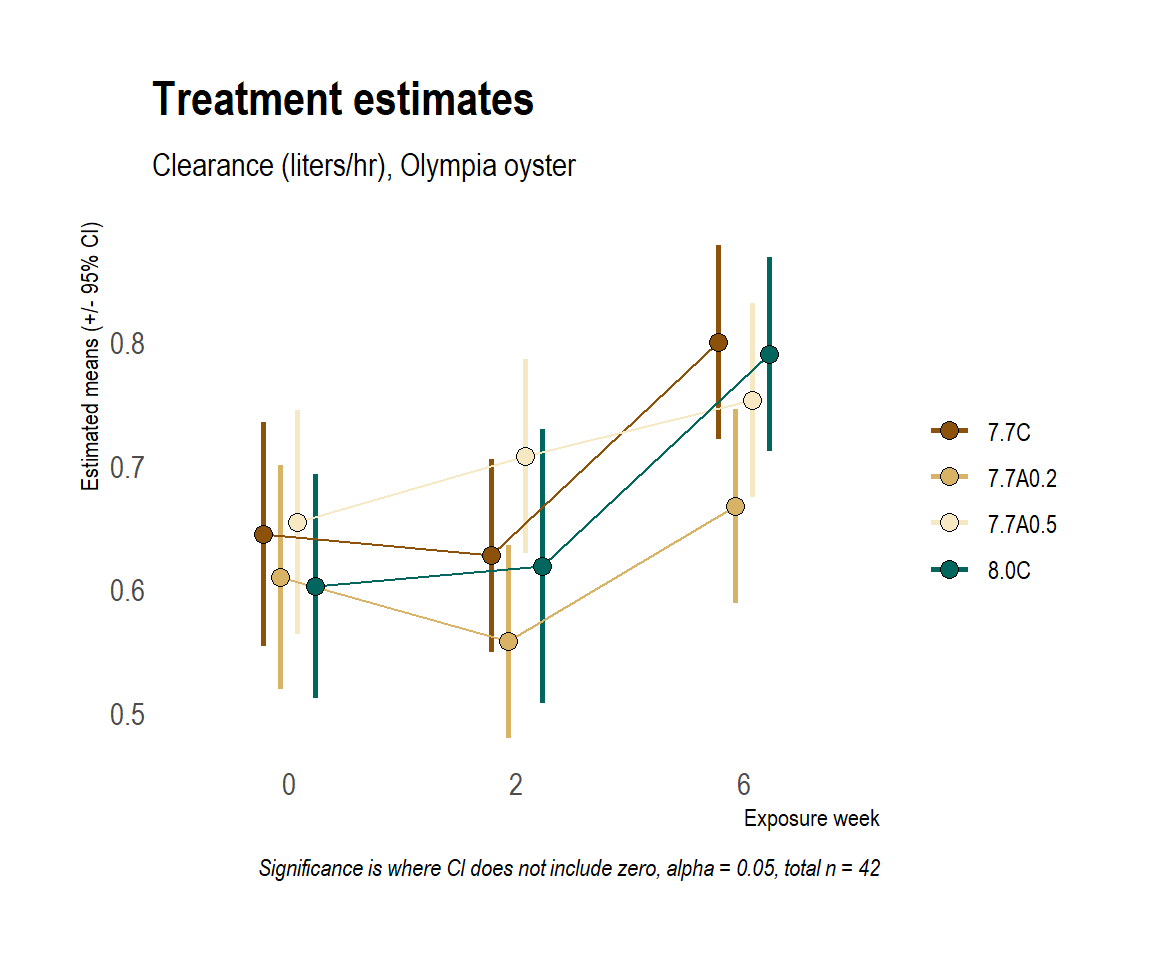 Treatment estimates
Clearance (liters/hr), Olympia oyster
Estimated means (+/- 95% CI)
0.8
0.7
0.6
0.5
0 2 6
Exposure week
7.7C
7.7A0.2
7.7A0.5
8.0C
Significance is where CI does not include zero, alpha = 0.05, total n = 42